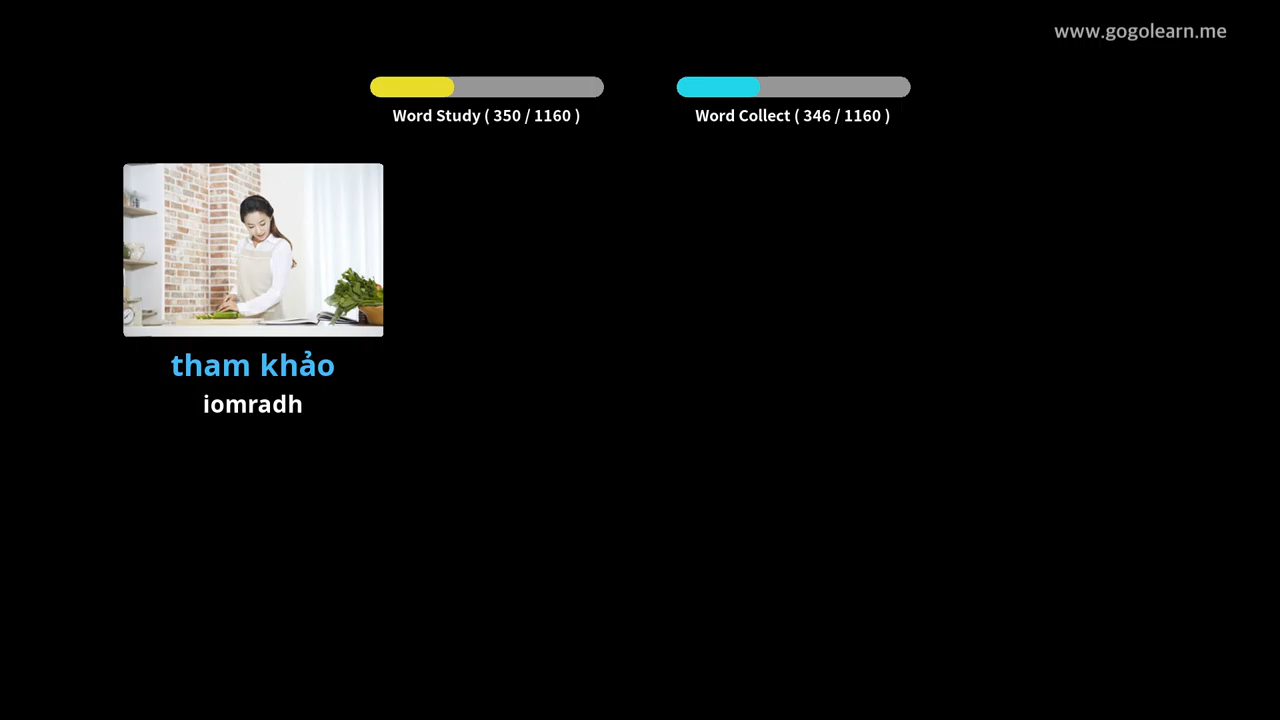 www.gogolearn.me
Word Study ( 350 / 1160 )
Word Collect ( 346 / 1160 )
tham khảo
iomradh